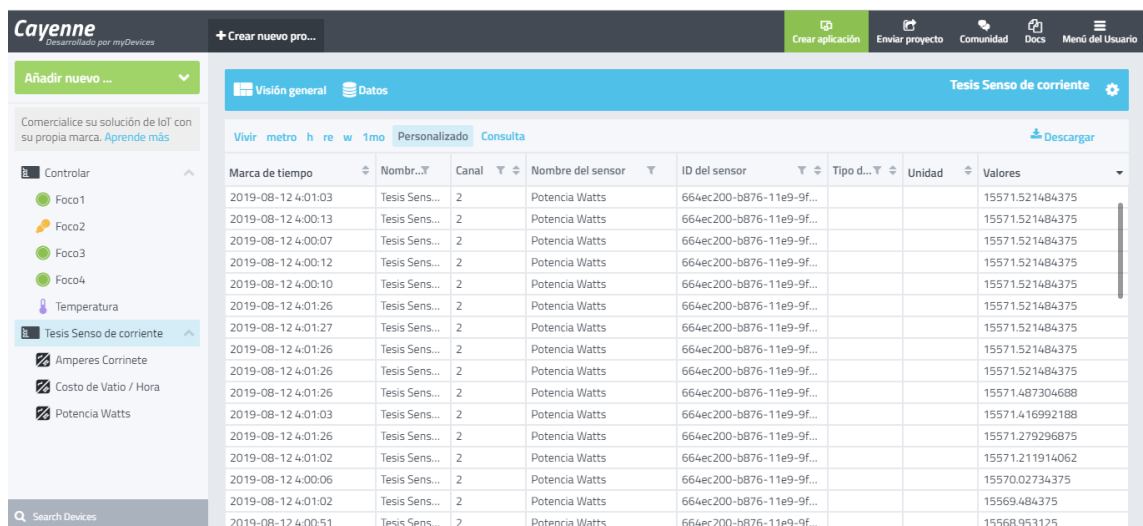 Cayenne
Desarrollado por myDevices
+ Crear nuevo pro...
Crear aplicación
Enviar proyecto
Comunidad
Docs
Menú del Usuario
Añadir nuevo ...
Comercialice su solución de IoT con
su propia marca. Aprende más
Controlar
Foco1
Foco2
Foco3
Foco4
Temperatura
Tesis Senso de corriente
Amperes Corrinete
Costo de Vatio / Hora
Potencia Watts
Search Devices
Visión general Datos Tesis Senso de corriente
Vivir metro h re w 1mo Personalizado Consulta Descargar
Marca de tiempo Nombr... Canal Nombre del sensor ID del sensor Tipo d... Unidad Valores
2019-08-12 4:01:03 Tesis Sens... 2 Potencia Watts 664ec200-b876-11e9-9f... 15571.521484375
2019-08-12 4:00:13 Tesis Sens... 2 Potencia Watts 664ec200-b876-11e9-9f... 15571.521484375
2019-08-12 4:00:07 Tesis Sens... 2 Potencia Watts 664ec200-b876-11e9-9f... 15571.521484375
2019-08-12 4:00:12 Tesis Sens... 2 Potencia Watts 664ec200-b876-11e9-9f... 15571.521484375
2019-08-12 4:00:10 Tesis Sens... 2 Potencia Watts 664ec200-b876-11e9-9f... 15571.521484375
2019-08-12 4:01:26 Tesis Sens... 2 Potencia Watts 664ec200-b876-11e9-9f... 15571.521484375
2019-08-12 4:01:27 Tesis Sens... 2 Potencia Watts 664ec200-b876-11e9-9f... 15571.521484375
2019-08-12 4:01:26 Tesis Sens... 2 Potencia Watts 664ec200-b876-11e9-9f... 15571.521484375
2019-08-12 4:01:26 Tesis Sens... 2 Potencia Watts 664ec200-b876-11e9-9f... 15571.521484375
2019-08-12 4:01:26 Tesis Sens... 2 Potencia Watts 664ec200-b876-11e9-9f... 15571.487304688
2019-08-12 4:01:03 Tesis Sens... 2 Potencia Watts 664ec200-b876-11e9-9f... 15571.416992188
2019-08-12 4:01:26 Tesis Sens... 2 Potencia Watts 664ec200-b876-11e9-9f... 15571.279296875
2019-08-12 4:01:02 Tesis Sens... 2 Potencia Watts 664ec200-b876-11e9-9f... 15571.211914062
2019-08-12 4:00:06 Tesis Sens... 2 Potencia Watts 664ec200-b876-11e9-9f... 15570.02734375
2019-08-12 4:01:02 Tesis Sens... 2 Potencia Watts 664ec200-b876-11e9-9f... 15569.484375
2019-08-12 4:00:51 Tesis Sens... 2 Potencia Watts 664ec200-b876-11e9-9f... 15568.953125